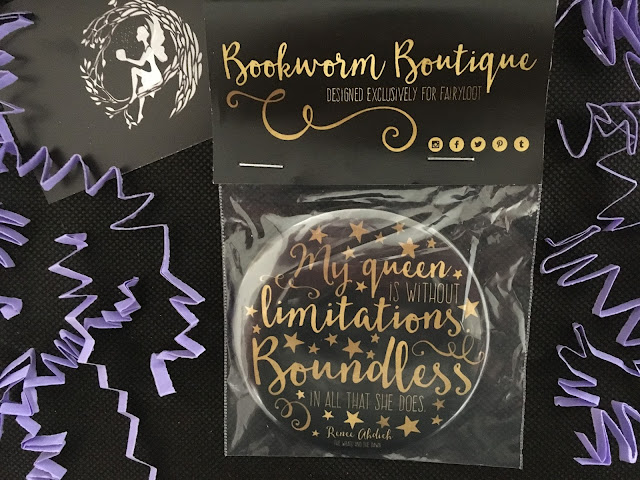 Bookworm Boutique
DESIGNED EXCLUSIVELY FOR FAIRYLOOT
My queen
IS WITHOUT
limitations.
Boundless
IN ALL THAT SHE DOES.
Renée Ahdieh
THE WRATH AND THE DAWN